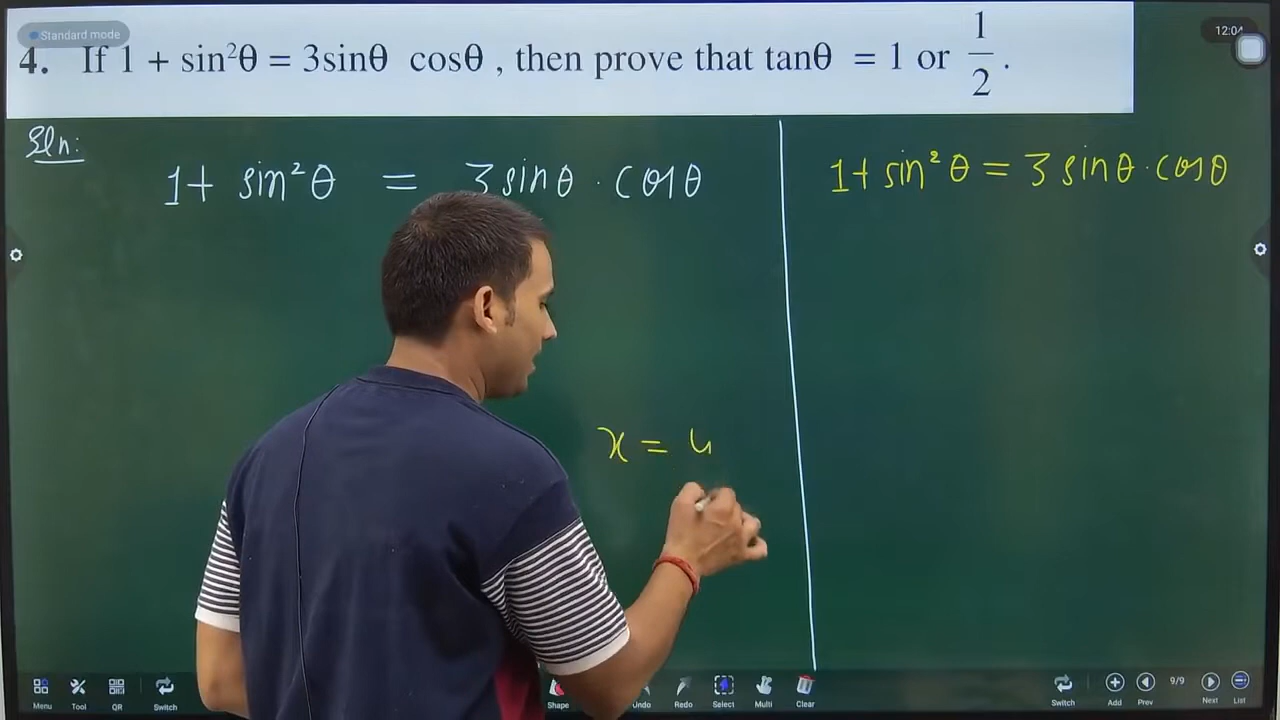 Standard mode
12:04
4. If 1 + sin²θ = 3sinθ cosθ , then prove that tanθ = 1 or 1/2 .
Sln:
1 + sin²θ = 3 sinθ · cosθ
1 + sin²θ = 3 sinθ · cosθ
x = 4
Menu Tool QR Switch Shape Undo Redo Select Multi Clear Switch Add Prev 9/9 Next List